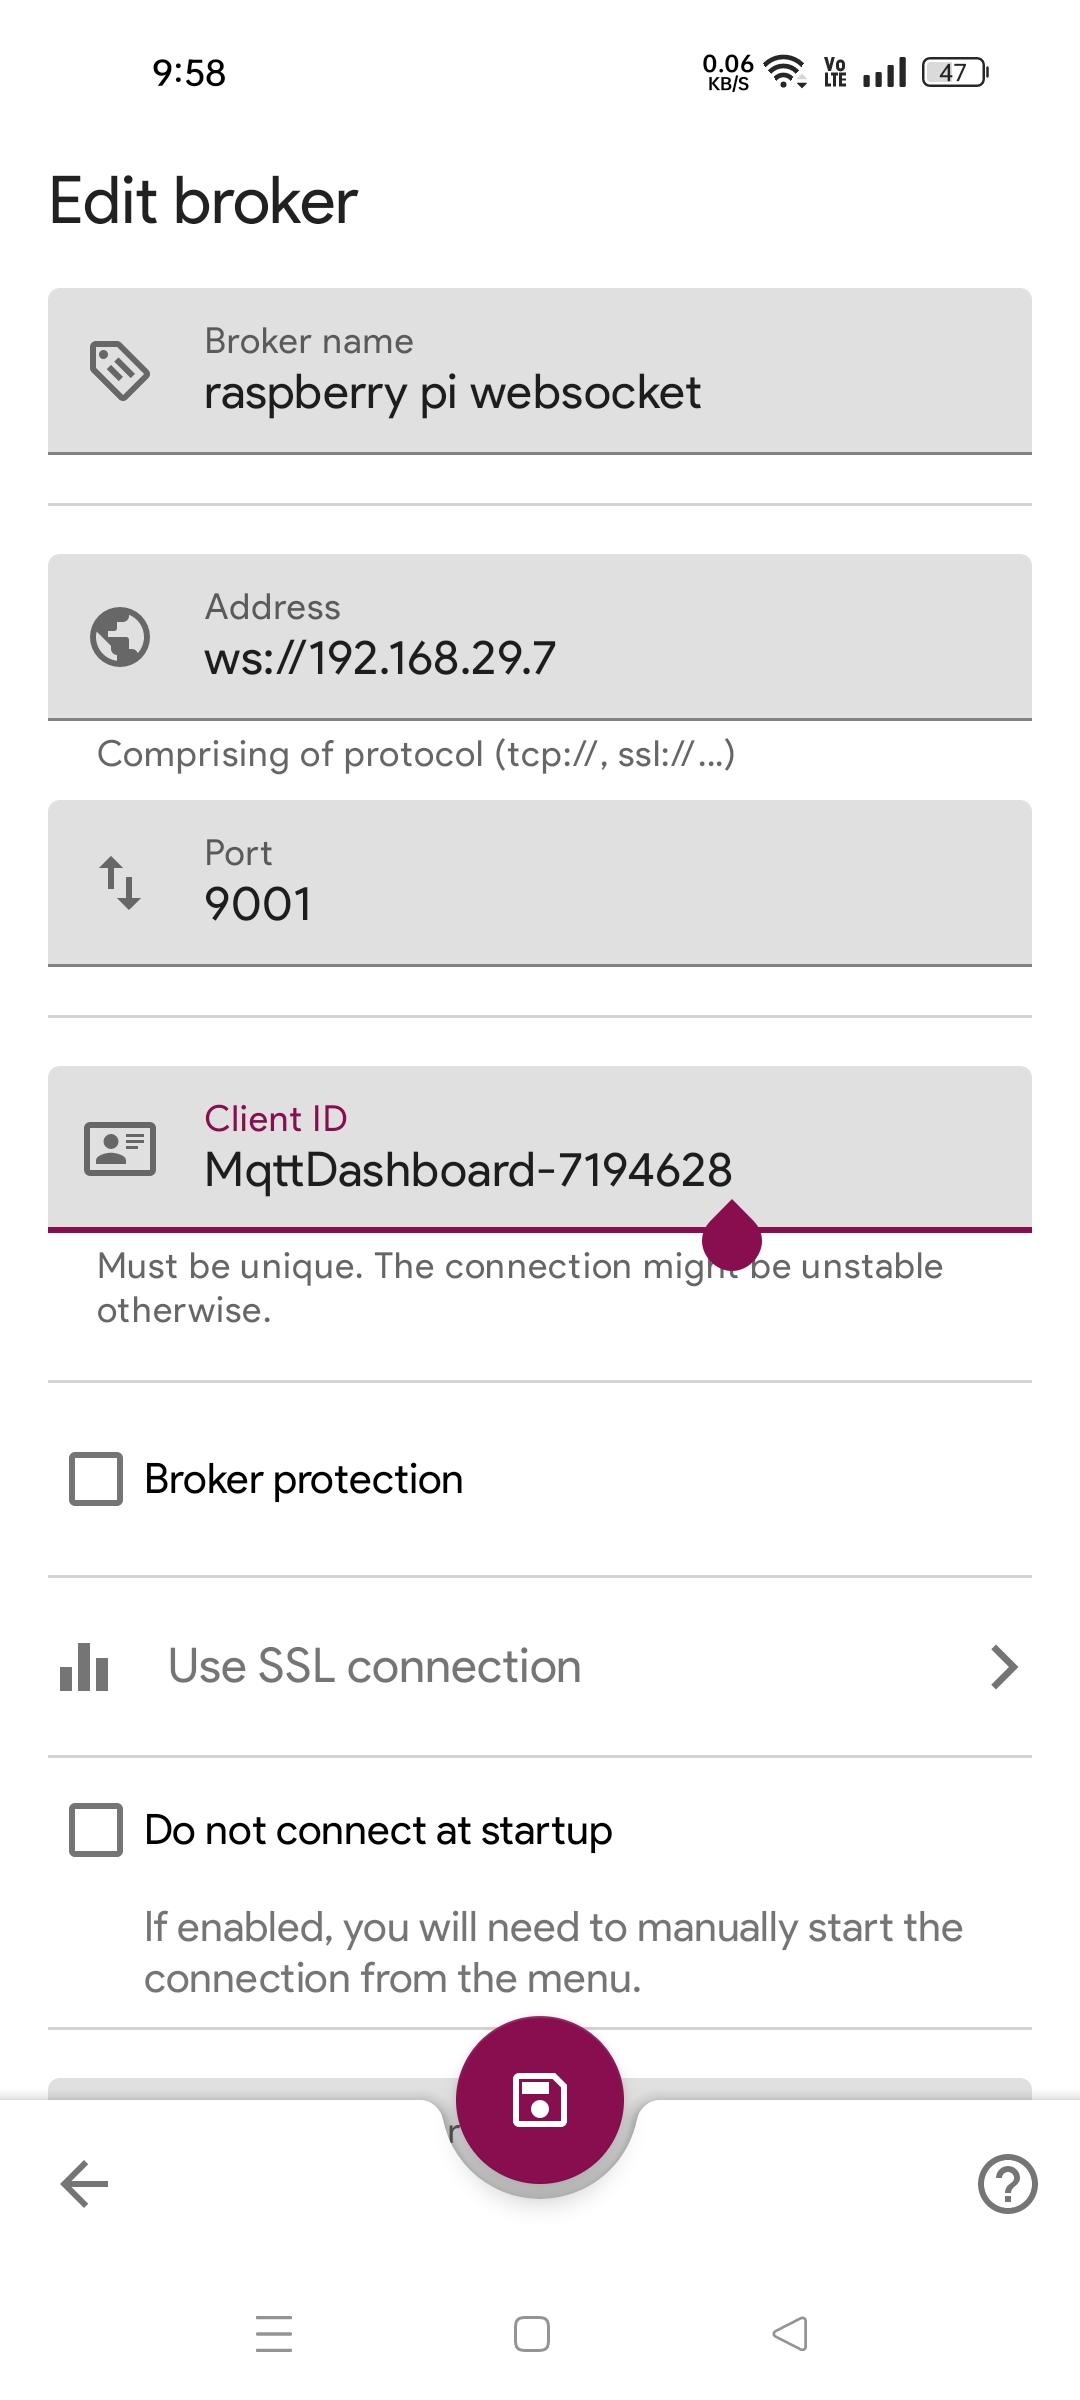 9:58
0.06
KB/S
Vo
LTE
47
Edit broker
Broker name
raspberry pi websocket
Address
ws://192.168.29.7
Comprising of protocol (tcp://, ssl://...)
Port
9001
Client ID
MqttDashboard-7194628
Must be unique. The connection might be unstable
otherwise.
Broker protection
Use SSL connection
Do not connect at startup
If enabled, you will need to manually start the
connection from the menu.